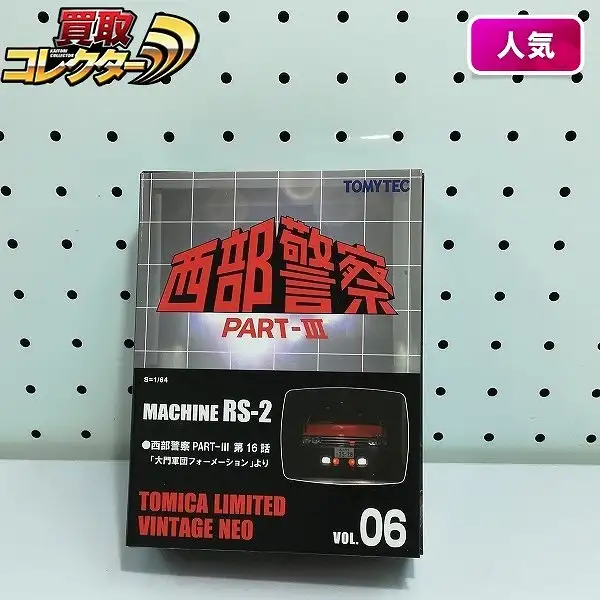 買取
コレクター
KAITORI COLLECTOR
人気
TOMYTEC
西部警察
PART-III
S=1/64
MACHINE RS-2
●西部警察 PART-III 第16話
「大門軍団フォーメーション」より
TOMICA LIMITED
VINTAGE NEO
VOL.06